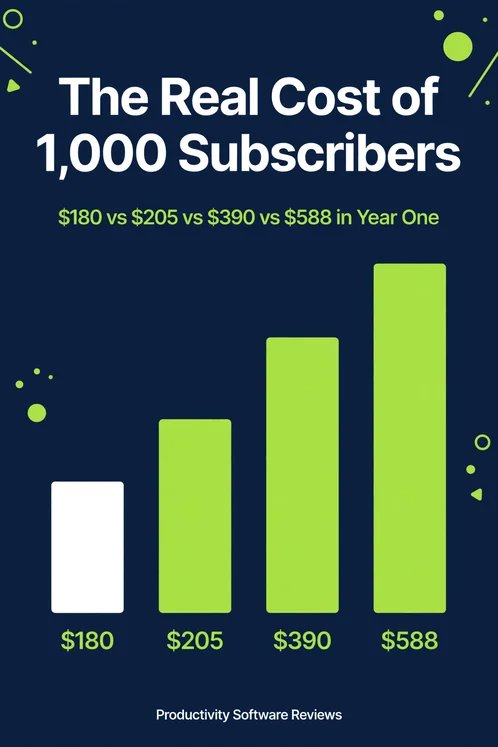 The Real Cost of
1,000 Subscribers
$180 vs $205 vs $390 vs $588 in Year One
$180
$205
$390
$588
Productivity Software Reviews